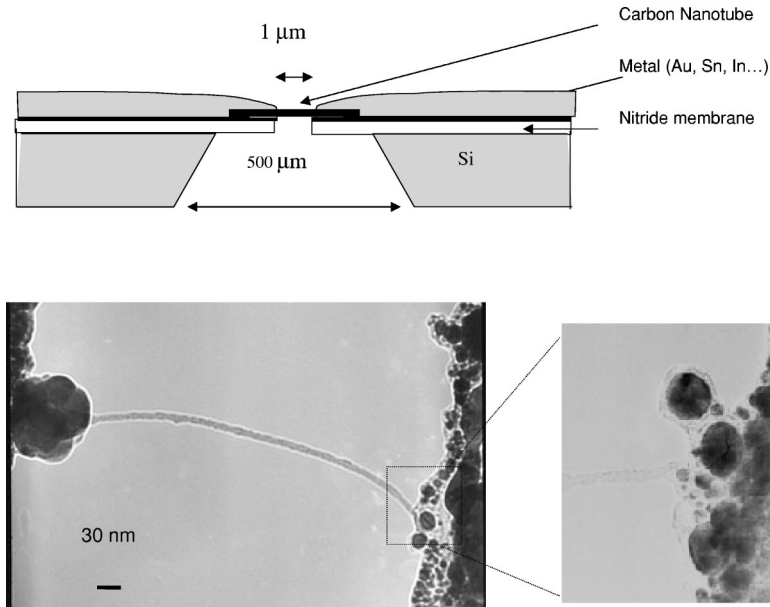 Carbon Nanotube
1 μm
Metal (Au, Sn, In...)
Nitride membrane
500 μm
Si
30 nm